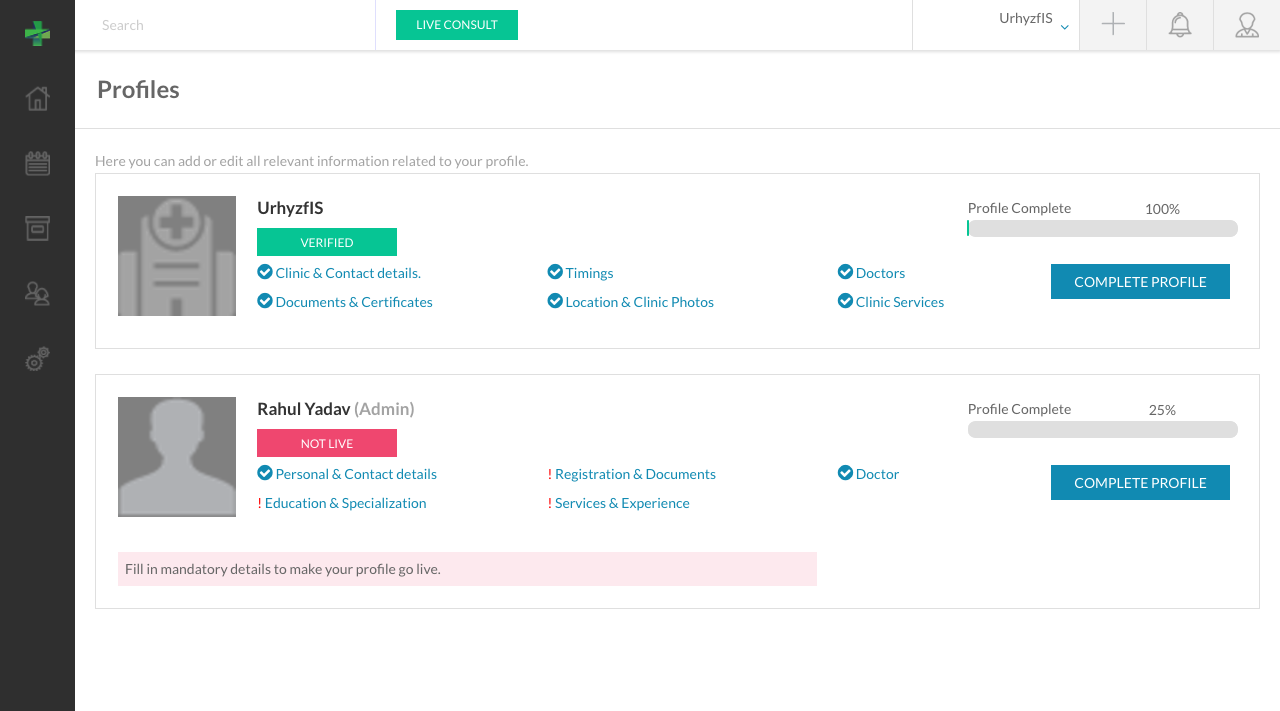 Search
LIVE CONSULT
UrhyzfIS
Profiles
Here you can add or edit all relevant information related to your profile.
UrhyzfIS
Profile Complete 100%
VERIFIED
Clinic & Contact details. Timings Doctors
COMPLETE PROFILE
Documents & Certificates Location & Clinic Photos Clinic Services
Rahul Yadav (Admin)
Profile Complete 25%
NOT LIVE
Personal & Contact details ! Registration & Documents Doctor
COMPLETE PROFILE
! Education & Specialization ! Services & Experience
Fill in mandatory details to make your profile go live.